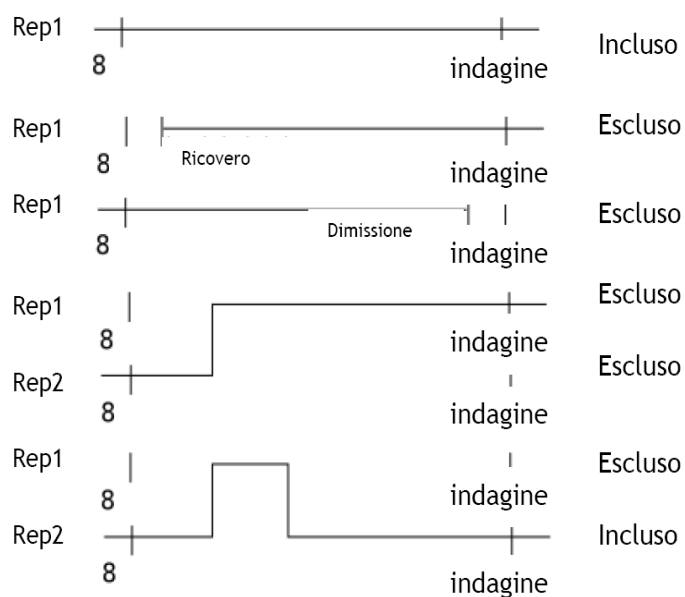 Rep1
8
indagine
Incluso
Rep1
8
Ricovero
indagine
Escluso
Rep1
8
Dimissione
indagine
Escluso
Rep1
8
indagine
Escluso
Rep2
8
indagine
Escluso
Rep1
8
indagine
Escluso
Rep2
8
indagine
Incluso